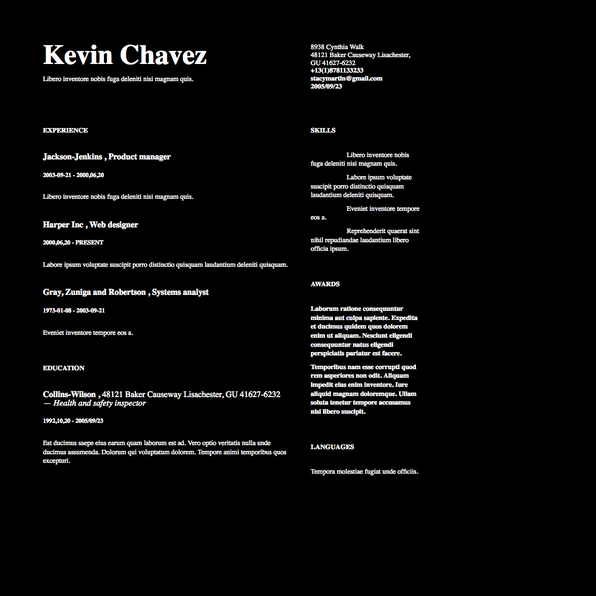 Kevin Chavez
Libero inventore nobis fuga deleniti nisi magnam quis.
8938 Cynthia Walk
48121 Baker Causeway Lisachester,
GU 41627-6232
+13(1)8781133233
stacymartin@gmail.com
2005/09/23
EXPERIENCE
Jackson-Jenkins , Product manager
2003-09-21 - 2000,06,20
Libero inventore nobis fuga deleniti nisi magnam quis.
Harper Inc , Web designer
2000,06,20 - PRESENT
Labore ipsum voluptate suscipit porro distinctio quisquam laudantium deleniti quisquam.
Gray, Zuniga and Robertson , Systems analyst
1973-01-08 - 2003-09-21
Eveniet inventore tempore eos a.
EDUCATION
Collins-Wilson , 48121 Baker Causeway Lisachester, GU 41627-6232
— Health and safety inspector
1992,10,20 - 2005/09/23
Est ducimus saepe eius earum quam laborum est ad. Vero optio veritatis nulla unde
ducimus assumenda. Dolorum qui voluptatum dolorem. Tempore animi temporibus quos
excepturi.
SKILLS
Libero inventore nobis
fuga deleniti nisi magnam quis.
Labore ipsum voluptate
suscipit porro distinctio quisquam
laudantium deleniti quisquam.
Eveniet inventore tempore
eos a.
Reprehenderit quaerat sint
nihil repudiandae laudantium libero
officia ipsum.
AWARDS
Laborum ratione consequuntur
minima aut culpa sapiente. Expedita
et ducimus quidem quos dolorem
enim ut aliquam. Nesciunt eligendi
consequuntur natus eligendi
perspiciatis pariatur est facere.
Temporibus nam esse corrupti quod
rem asperiores non odit. Aliquam
impedit eius enim inventore. Iure
aliquid magnam doloremque. Ullam
soluta tenetur tempore accusamus
nisi libero suscipit.
LANGUAGES
Tempora molestiae fugiat unde officiis.